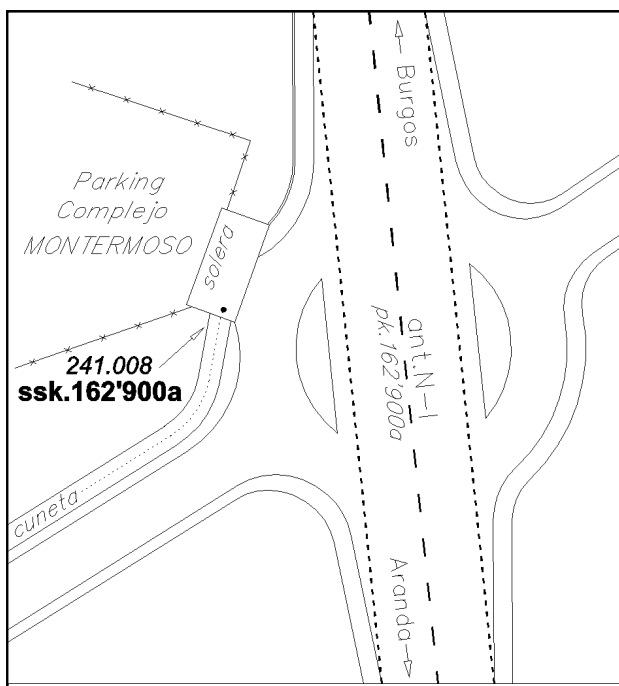 Burgos
Parking
Complejo
MONTERMOSO
solera
ant.N-I
pk.162'900a
241.008
ssk.162'900a
cuneta
Aranda